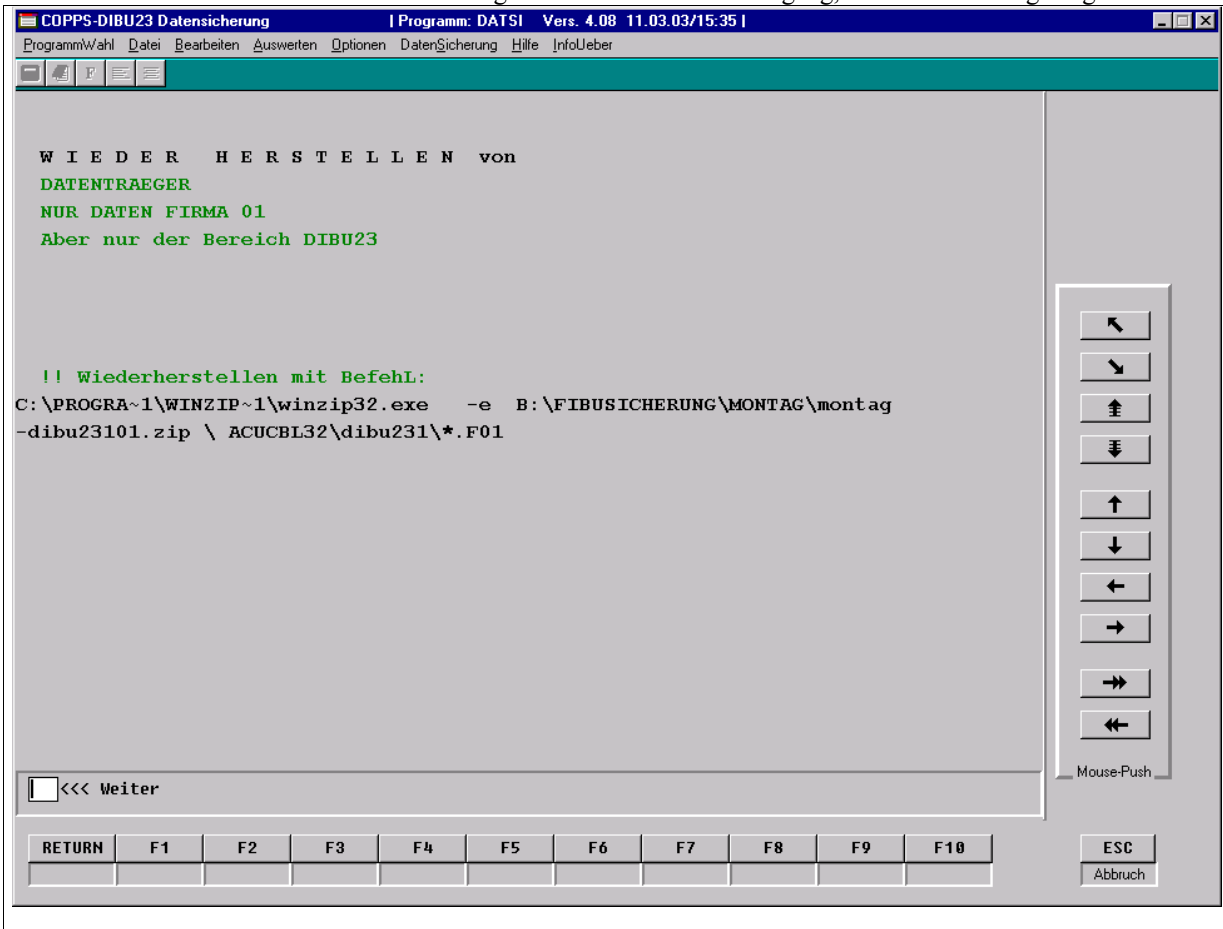 COPPS-DIBU23 Datensicherung | Programm: DATSI Vers. 4.08 11.03.03/15:35 |
ProgrammWahl Datei Bearbeiten Auswerten Optionen DatenSicherung Hilfe InfoUeber
F
W I E D E R H E R S T E L L E N von
DATENTRAEGER
NUR DATEN FIRMA 01
Aber nur der Bereich DIBU23
!! Wiederherstellen mit BefehL:
C:\PROGRA~1\WINZIP~1\winzip32.exe -e B:\FIBUSICHERUNG\MONTAG\montag
-dibu23101.zip \ ACUCBL32\dibu231\*.F01
Mouse-Push
<<< Weiter
RETURN F1 F2 F3 F4 F5 F6 F7 F8 F9 F10 ESC
Abbruch